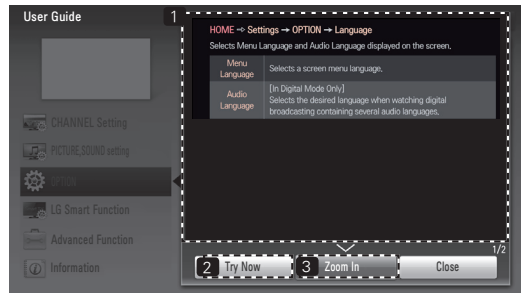 User Guide
1
HOME ⇨ Settings → OPTION → Language
Selects Menu Language and Audio Language displayed on the screen.
Menu
Language
Selects a screen menu language.
Audio
Language
[In Digital Mode Only]
Selects the desired language when watching digital
broadcasting containing several audio languages.
CHANNEL Setting
PICTURE,SOUND setting
OPTION
LG Smart Function
Advanced Function
Information
1/2
2 Try Now
3 Zoom In
Close